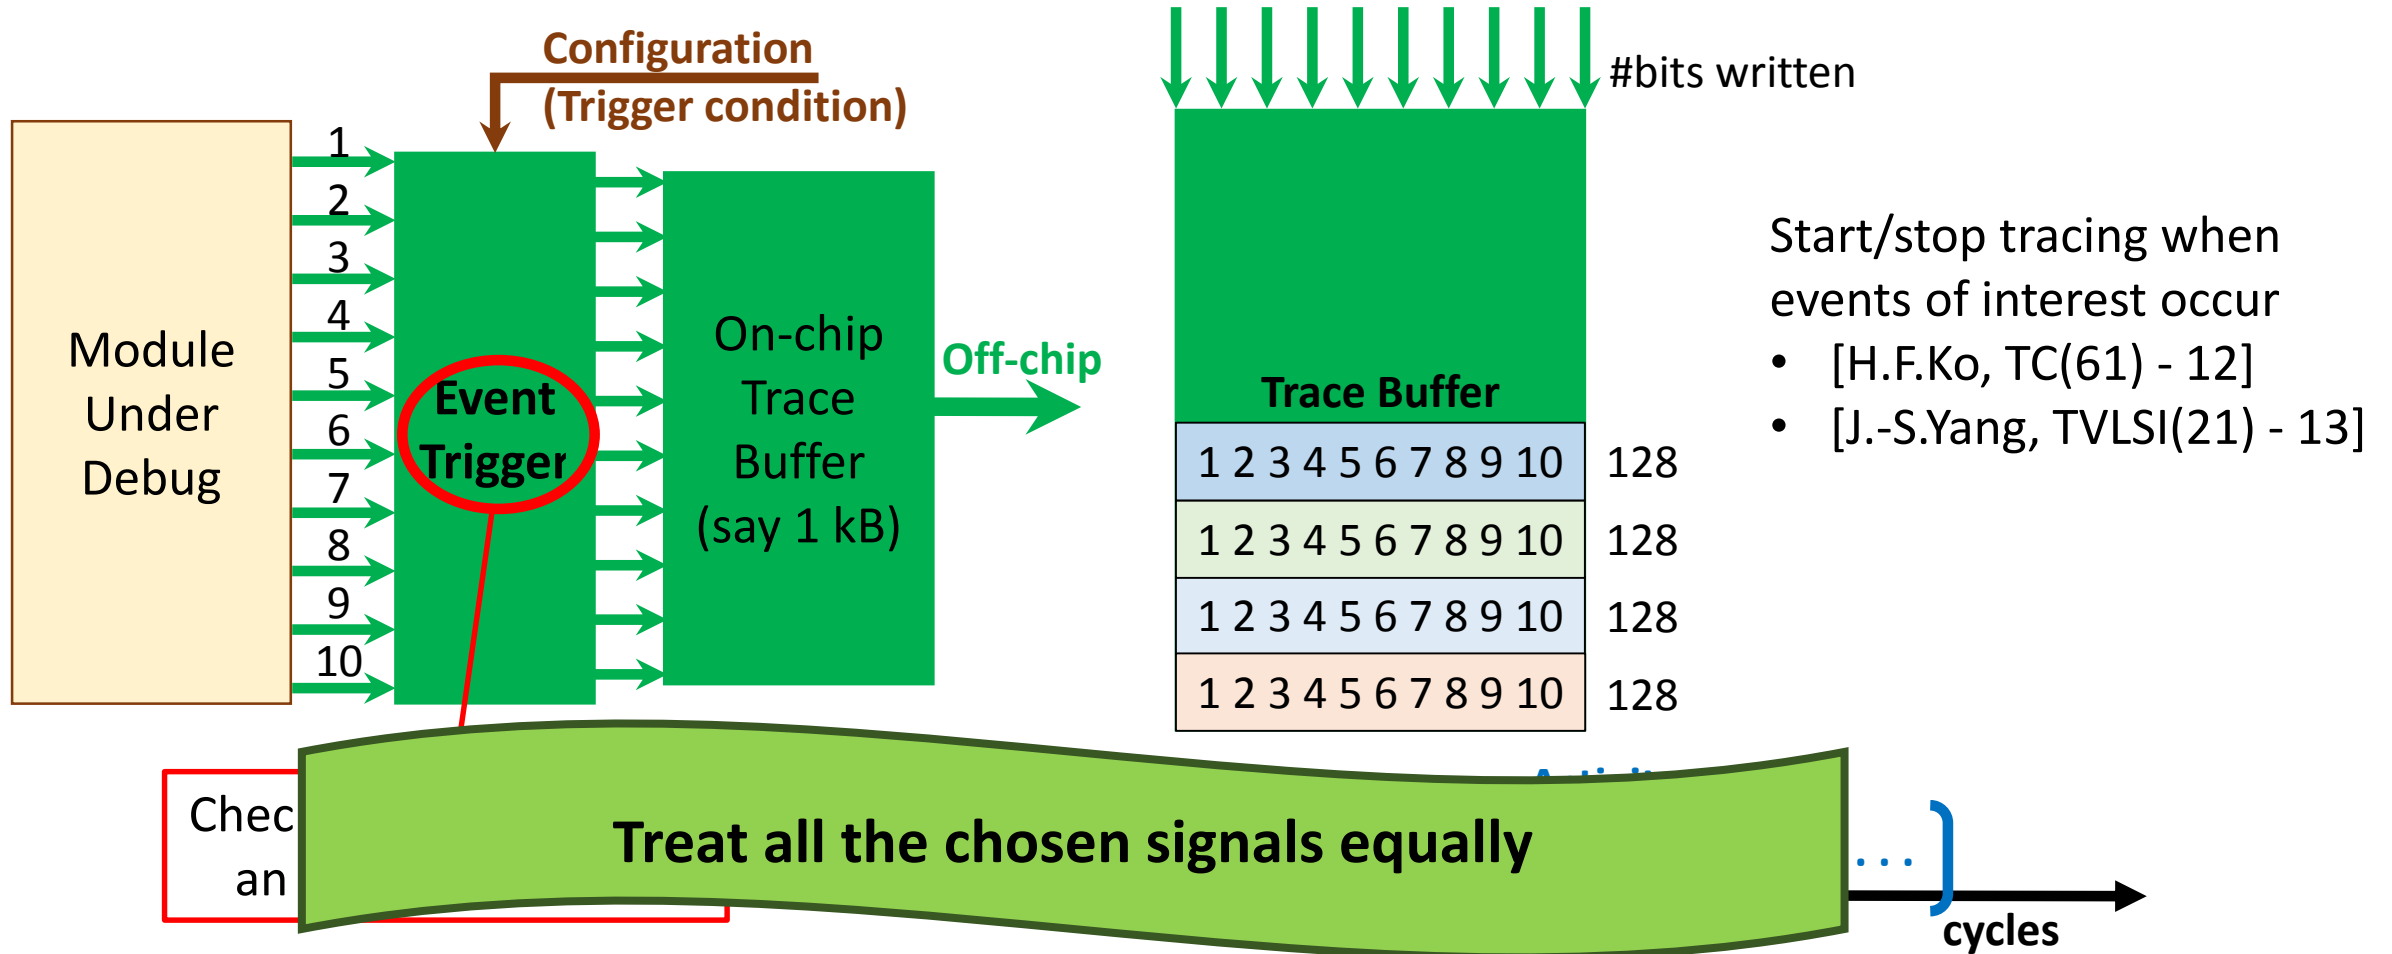 Configuration
(Trigger condition)
#bits written
1
2
3
4
5
6
7
8
9
10
Module
Under
Debug
Event
Trigger
On-chip
Trace
Buffer
(say 1 kB)
Off-chip
Trace Buffer
1 2 3 4 5 6 7 8 9 10 128
1 2 3 4 5 6 7 8 9 10 128
1 2 3 4 5 6 7 8 9 10 128
1 2 3 4 5 6 7 8 9 10 128
Start/stop tracing when
events of interest occur
• [H.F.Ko, TC(61) - 12]
• [J.-S.Yang, TVLSI(21) - 13]
Chec
an
Treat all the chosen signals equally
. . .
cycles